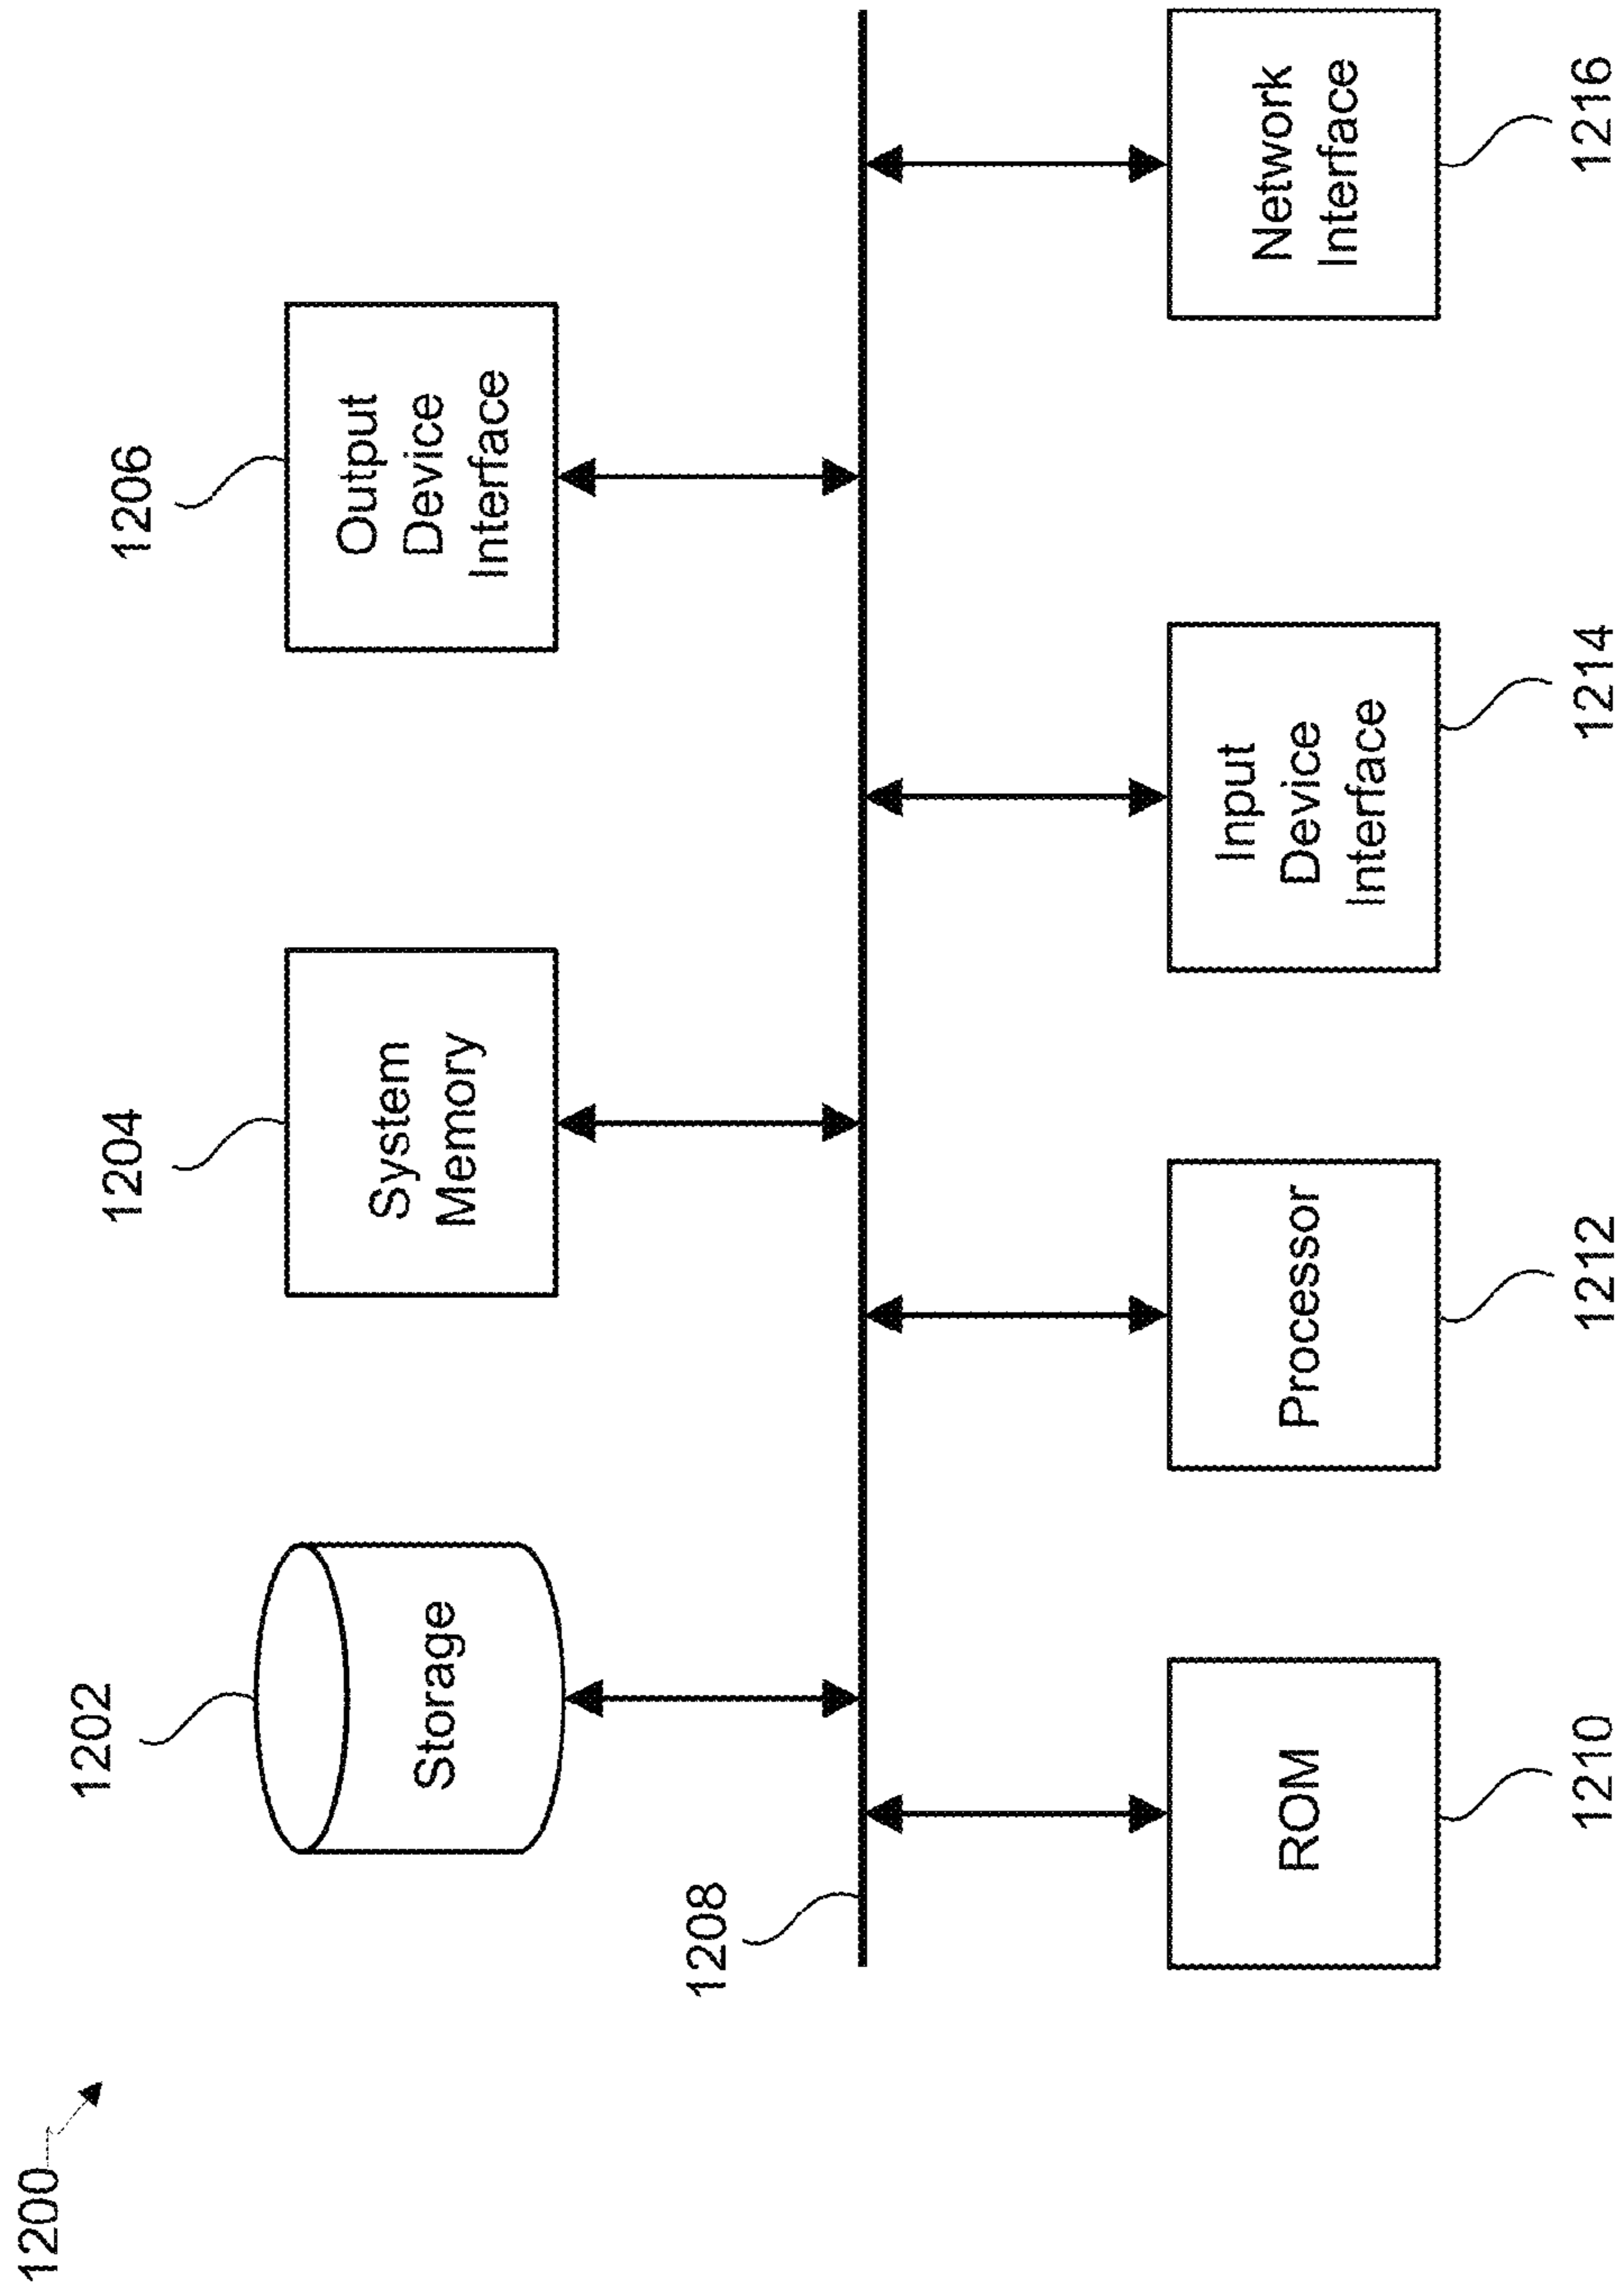 1200
1202
Storage
1204
System
Memory
1206
Output
Device
Interface
1208
ROM
1210
Processor
1212
Input
Device
Interface
1214
Network
Interface
1216